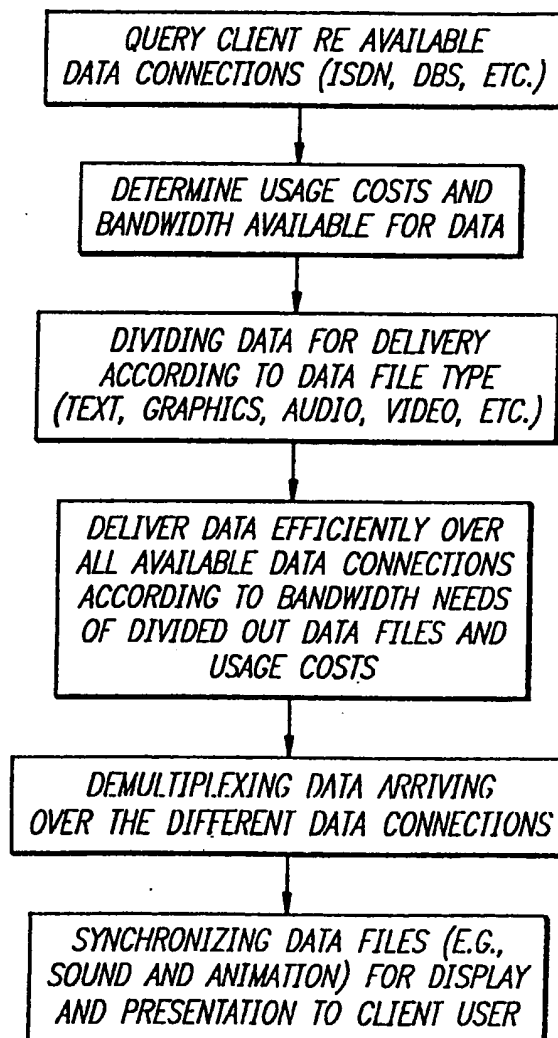 QUERY CLIENT RE AVAILABLE
DATA CONNECTIONS (ISDN, DBS, ETC.)
DETERMINE USAGE COSTS AND
BANDWIDTH AVAILABLE FOR DATA
DIVIDING DATA FOR DELIVERY
ACCORDING TO DATA FILE TYPE
(TEXT, GRAPHICS, AUDIO, VIDEO, ETC.)
DELIVER DATA EFFICIENTLY OVER
ALL AVAILABLE DATA CONNECTIONS
ACCORDING TO BANDWIDTH NEEDS
OF DIVIDED OUT DATA FILES AND
USAGE COSTS
DEMULTIPLEXING DATA ARRIVING
OVER THE DIFFERENT DATA CONNECTIONS
SYNCHRONIZING DATA FILES (E.G.,
SOUND AND ANIMATION) FOR DISPLAY
AND PRESENTATION TO CLIENT USER